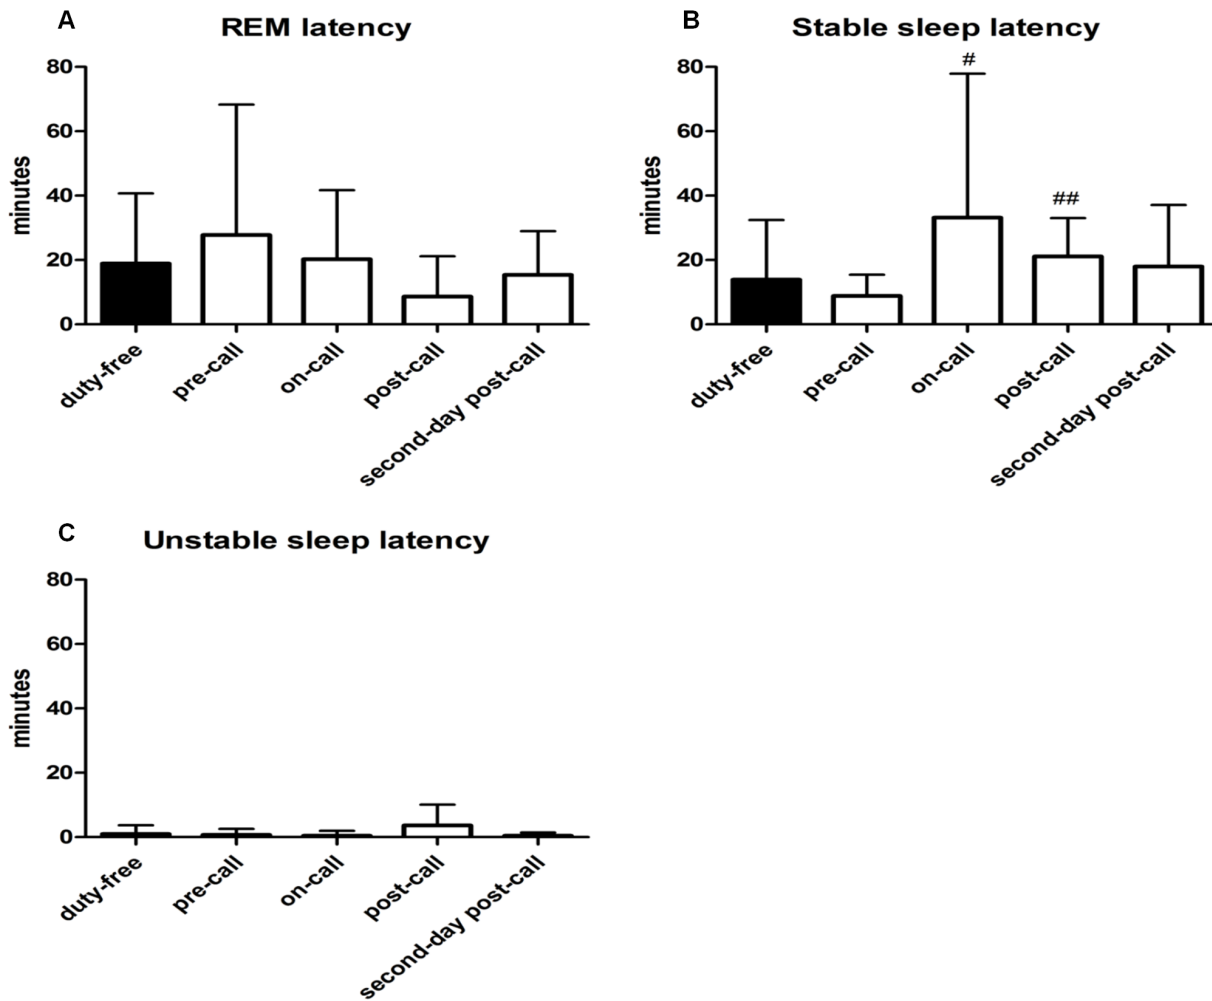 A
REM latency
80
60
40
20
0
minutes
duty-free
pre-call
on-call
post-call
second-day post-call
B
Stable sleep latency
#
##
80
60
40
20
0
minutes
duty-free
pre-call
on-call
post-call
second-day post-call
C
Unstable sleep latency
80
60
40
20
0
minutes
duty-free
pre-call
on-call
post-call
second-day post-call